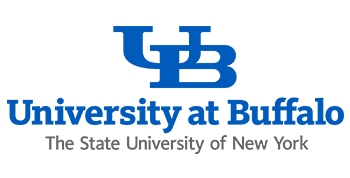 UB
University at Buffalo
The State University of New York